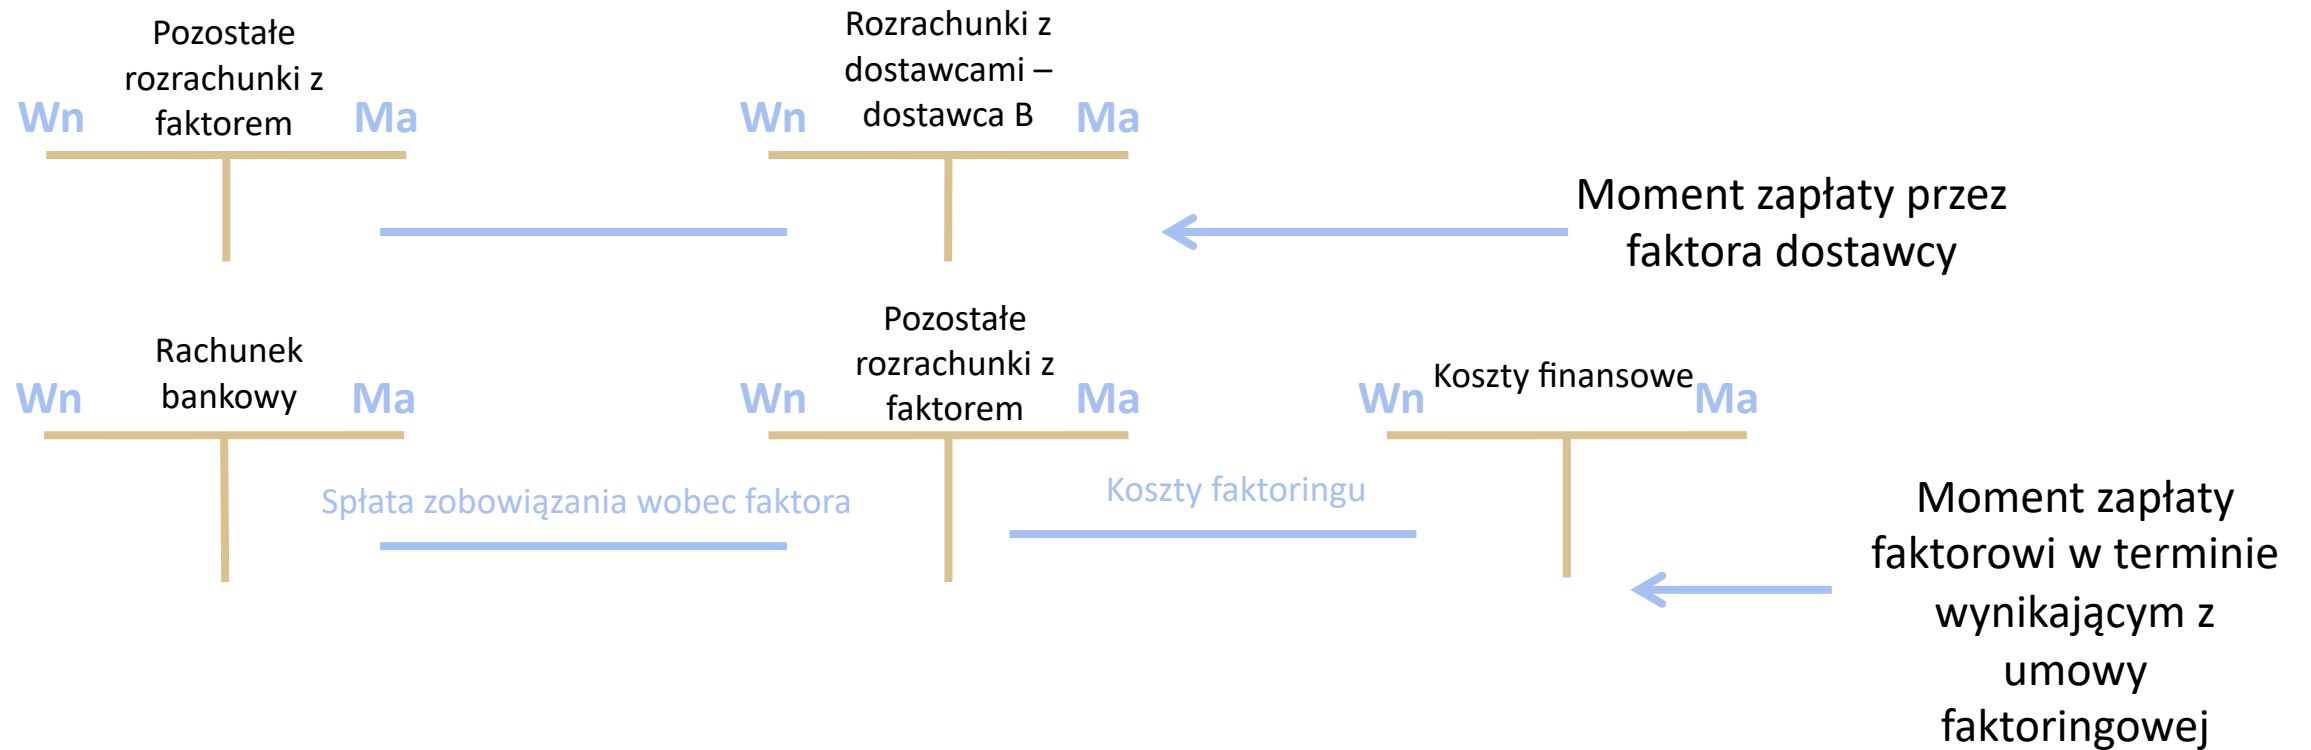 Pozostałe
rozrachunki z
faktorem
Wn
Ma
Rozrachunki z
dostawcami –
dostawca B
Wn
Ma
Moment zapłaty przez
faktora dostawcy
Rachunek
bankowy
Wn
Ma
Pozostałe
rozrachunki z
faktorem
Wn
Ma
Koszty finansowe
Wn
Ma
Spłata zobowiązania wobec faktora
Koszty faktoringu
Moment zapłaty
faktorowi w terminie
wynikającym z
umowy
faktoringowej